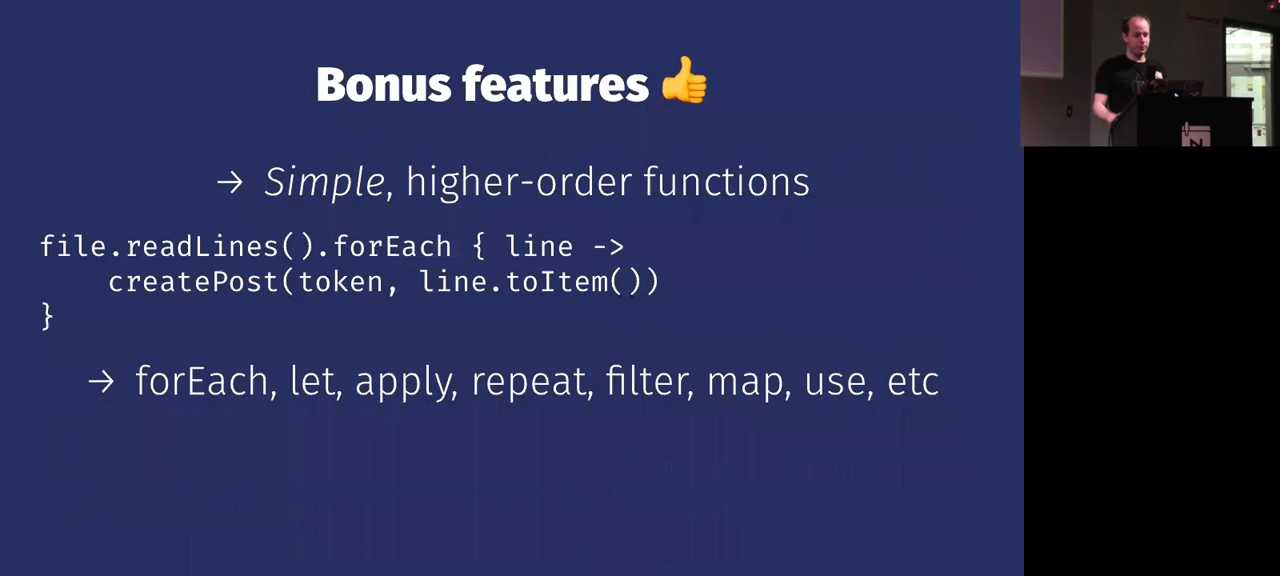 Bonus features 👍
→ Simple, higher-order functions
file.readLines().forEach { line ->
    createPost(token, line.toItem())
}
→ forEach, let, apply, repeat, filter, map, use, etc